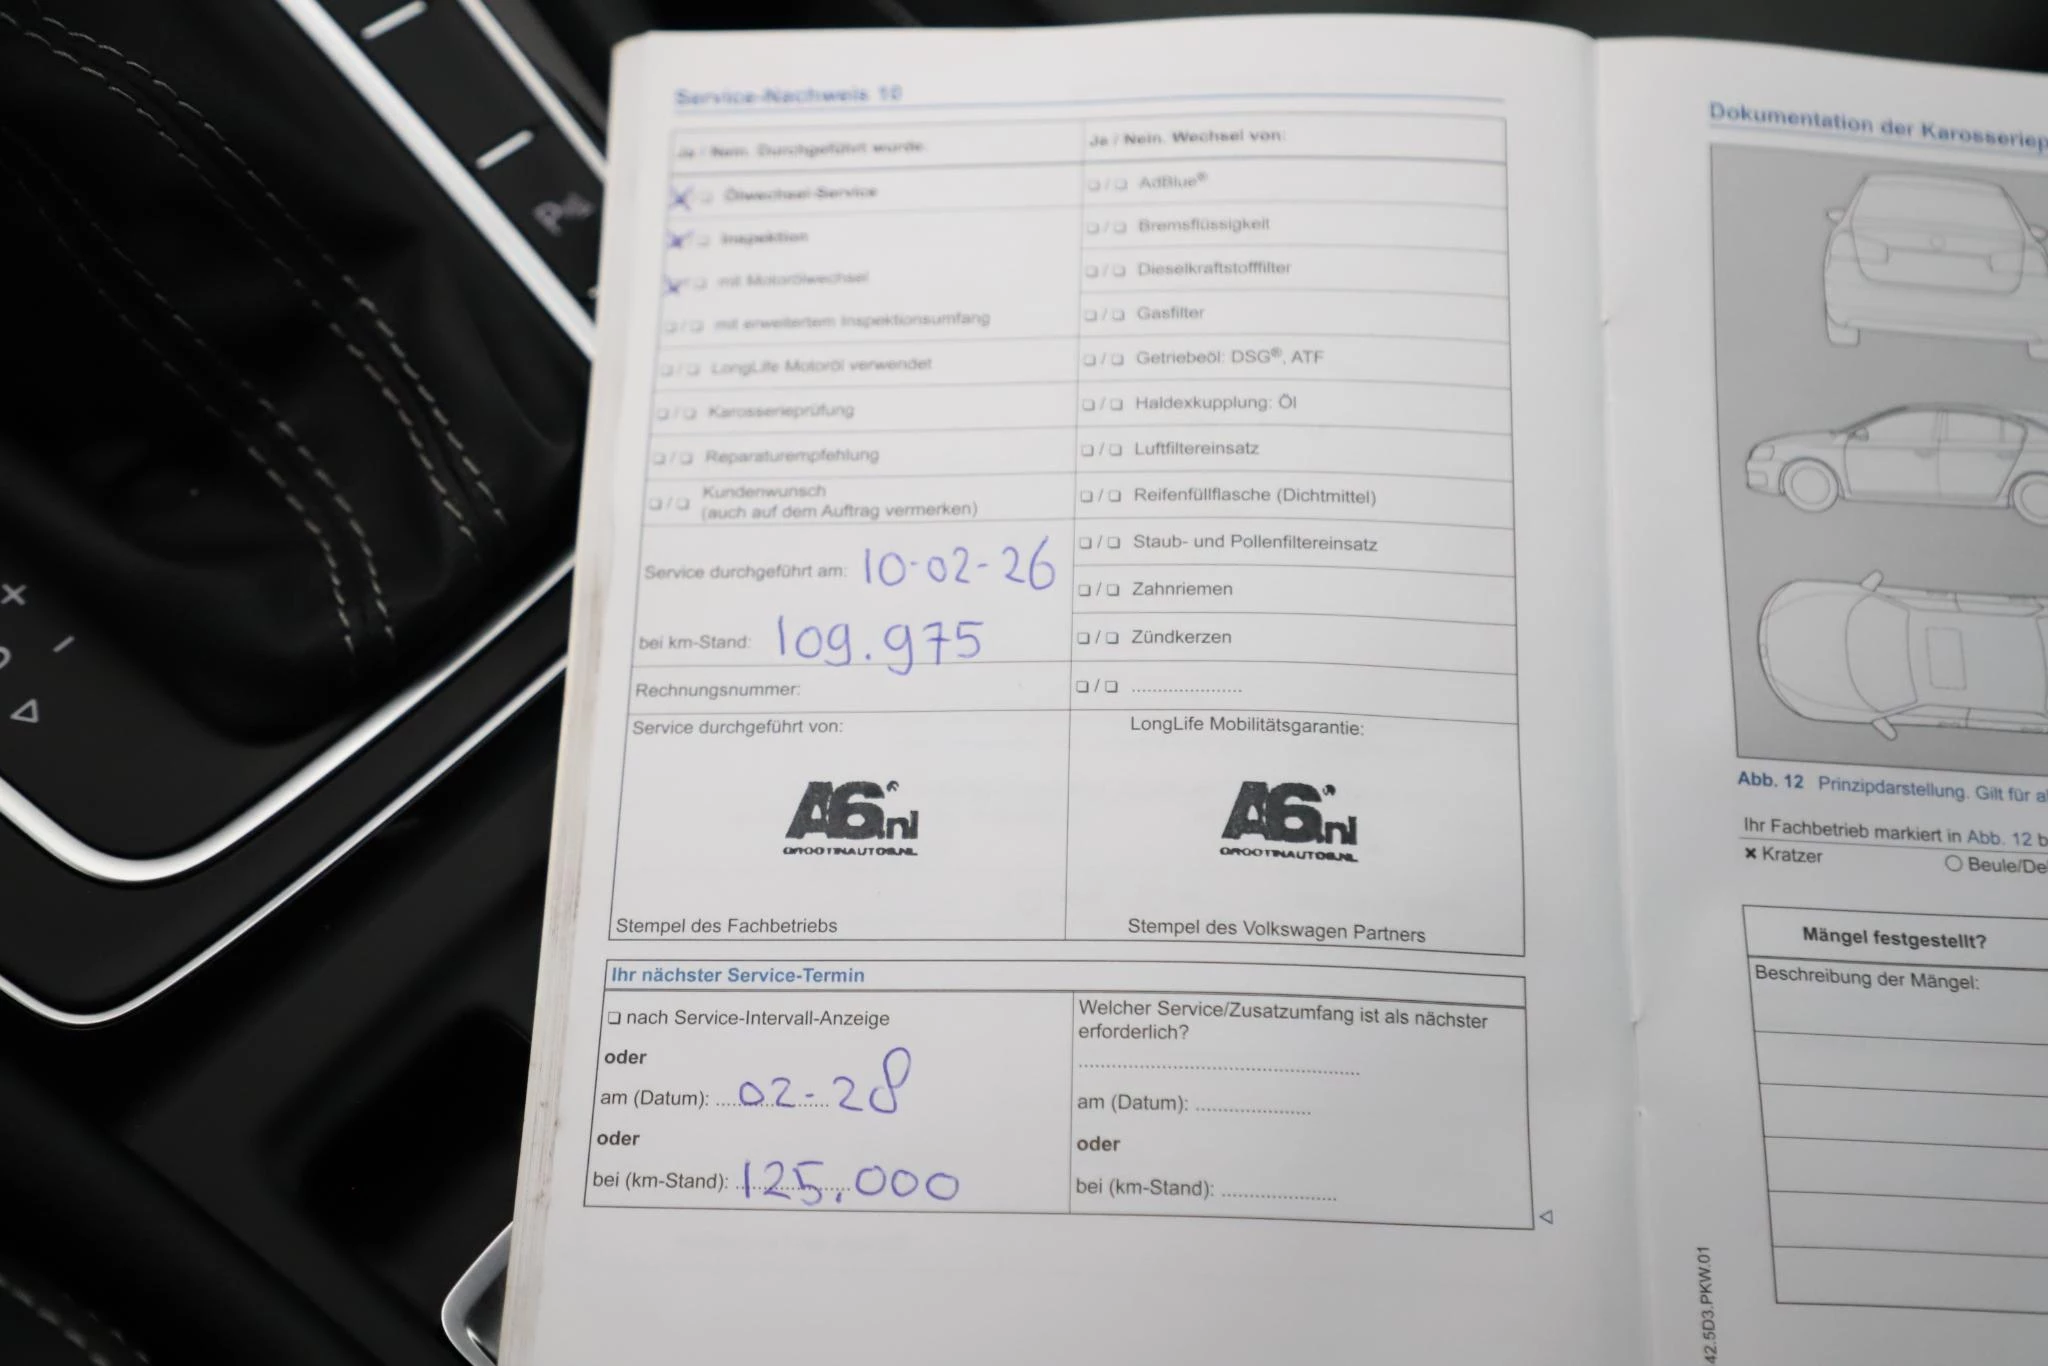 Service-Nachweis 10
Ja / Nein. Durchgeführt wurde:
Ölwechsel-Service
Inspektion
mit Motorölwechsel
/ mit erweitertem Inspektionsumfang
/ LongLife Motoröl verwendet
/ Karosserieprüfung
/ Reparaturempfehlung
/ Kundenwunsch
(auch auf dem Auftrag vermerken)
Service durchgeführt am: 10-02-26
bei km-Stand: 109.975
Rechnungsnummer:
Ja / Nein. Wechsel von:
/ AdBlue®
/ Bremsflüssigkeit
/ Dieselkraftstofffilter
/ Gasfilter
/ Getriebeöl: DSG®, ATF
/ Haldexkupplung: Öl
/ Luftfiltereinsatz
/ Reifenfüllflasche (Dichtmittel)
/ Staub- und Pollenfiltereinsatz
/ Zahnriemen
/ Zündkerzen
/ .....................
Service durchgeführt von:
A6.nl
GROOTINAUTOS.NL
Stempel des Fachbetriebs
LongLife Mobilitätsgarantie:
A6.nl
GROOTINAUTOS.NL
Stempel des Volkswagen Partners
Ihr nächster Service-Termin
nach Service-Intervall-Anzeige
oder
am (Datum): 02-28
oder
bei (km-Stand): 125.000
Welcher Service/Zusatzumfang ist als nächster
erforderlich?
am (Datum): .....................
oder
bei (km-Stand): .....................
Dokumentation der
Abb. 12 Prinzipdarstellung. Gilt für
Ihr Fachbetrieb markiert in Abb. 12
× Kratzer
Mängel festgestellt?
Beschreibung der Mängel:
42.5D3.PKW.01
P